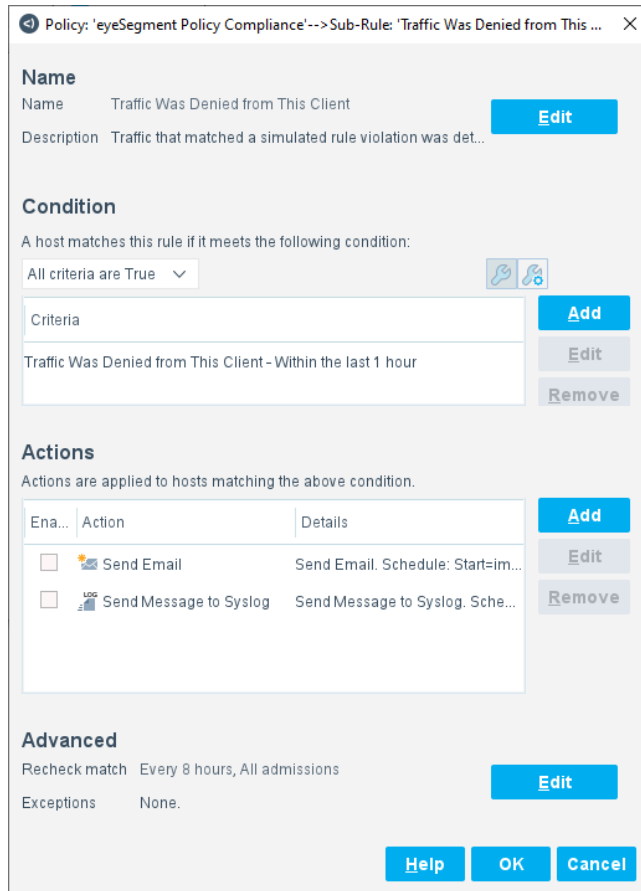 Policy: 'eyeSegment Policy Compliance'-->Sub-Rule: 'Traffic Was Denied from This ...
Name
Name Traffic Was Denied from This Client
Edit
Description Traffic that matched a simulated rule violation was det...
Condition
A host matches this rule if it meets the following condition:
All criteria are True
Criteria
Add
Traffic Was Denied from This Client - Within the last 1 hour
Edit
Remove
Actions
Actions are applied to hosts matching the above condition.
Ena... Action Details
Add
Send Email Send Email. Schedule: Start=im...
Edit
LOG
Send Message to Syslog Send Message to Syslog. Sche...
Remove
Advanced
Recheck match Every 8 hours, All admissions
Edit
Exceptions None.
Help OK Cancel